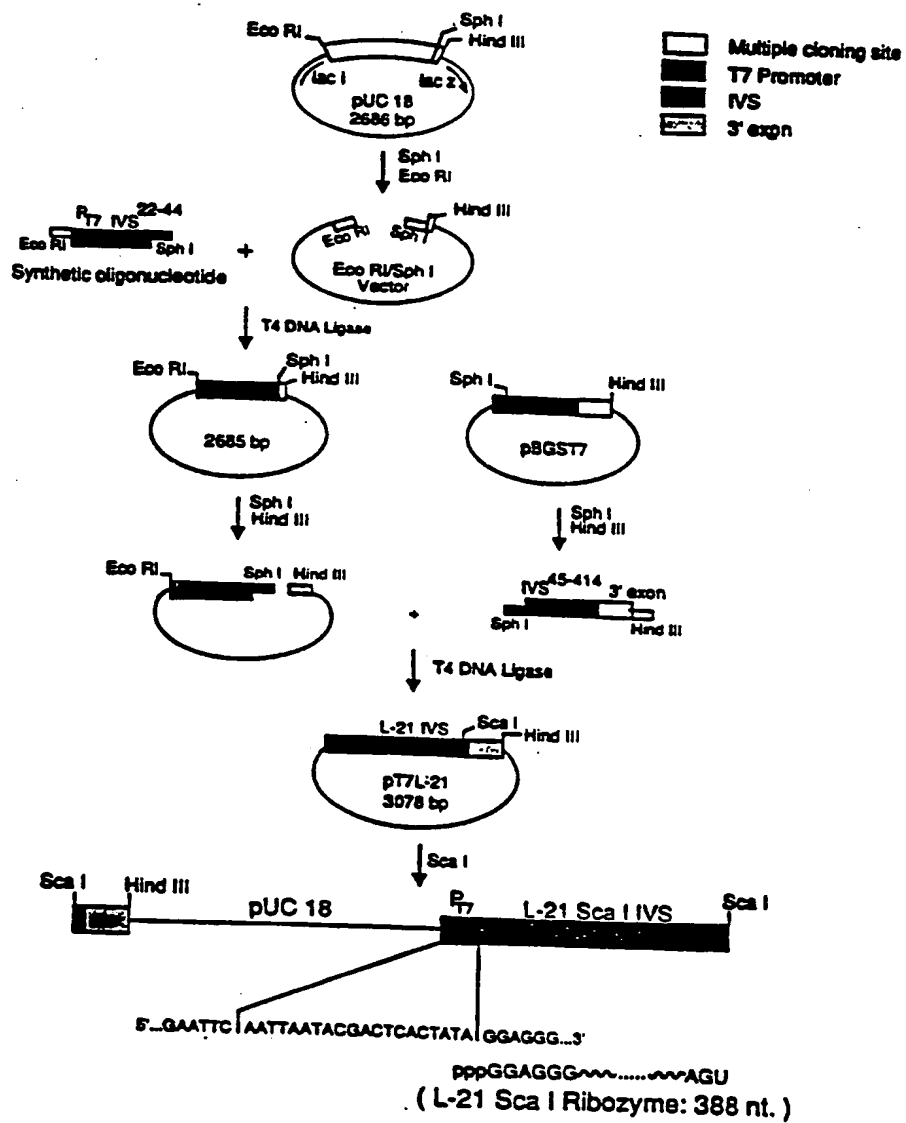 Eco RI
Sph I
Hind III
lac i
lac z
pUC 18
2686 bp
Multiple cloning site
T7 Promoter
IVS
3' exon
Sph I
Eco RI
PT7 IVS 22-44
Eco RI
Sph I
Synthetic oligonucleotide
+
Eco RI
Sph I
Hind III
Eco RI/Sph I
Vector
T4 DNA Ligase
Eco RI
Sph I
Hind III
2685 bp
Sph I
Hind III
pBGST7
Sph I
Hind III
Sph I
Hind III
Eco RI
Sph I
Hind III
+
IVS 45-414
3' exon
Sph I
Hind III
T4 DNA Ligase
L-21 IVS
Sca I
Hind III
pT7L-21
3078 bp
Sca I
Sca I
Hind III
pUC 18
PT7
L-21 Sca I IVS
Sca I
5'...GAATTC AATTAATACGACTCACTATA GGAGGG...3'
pppGGAGGG~~~......~~~AGU
( L-21 Sca I Ribozyme: 388 nt. )